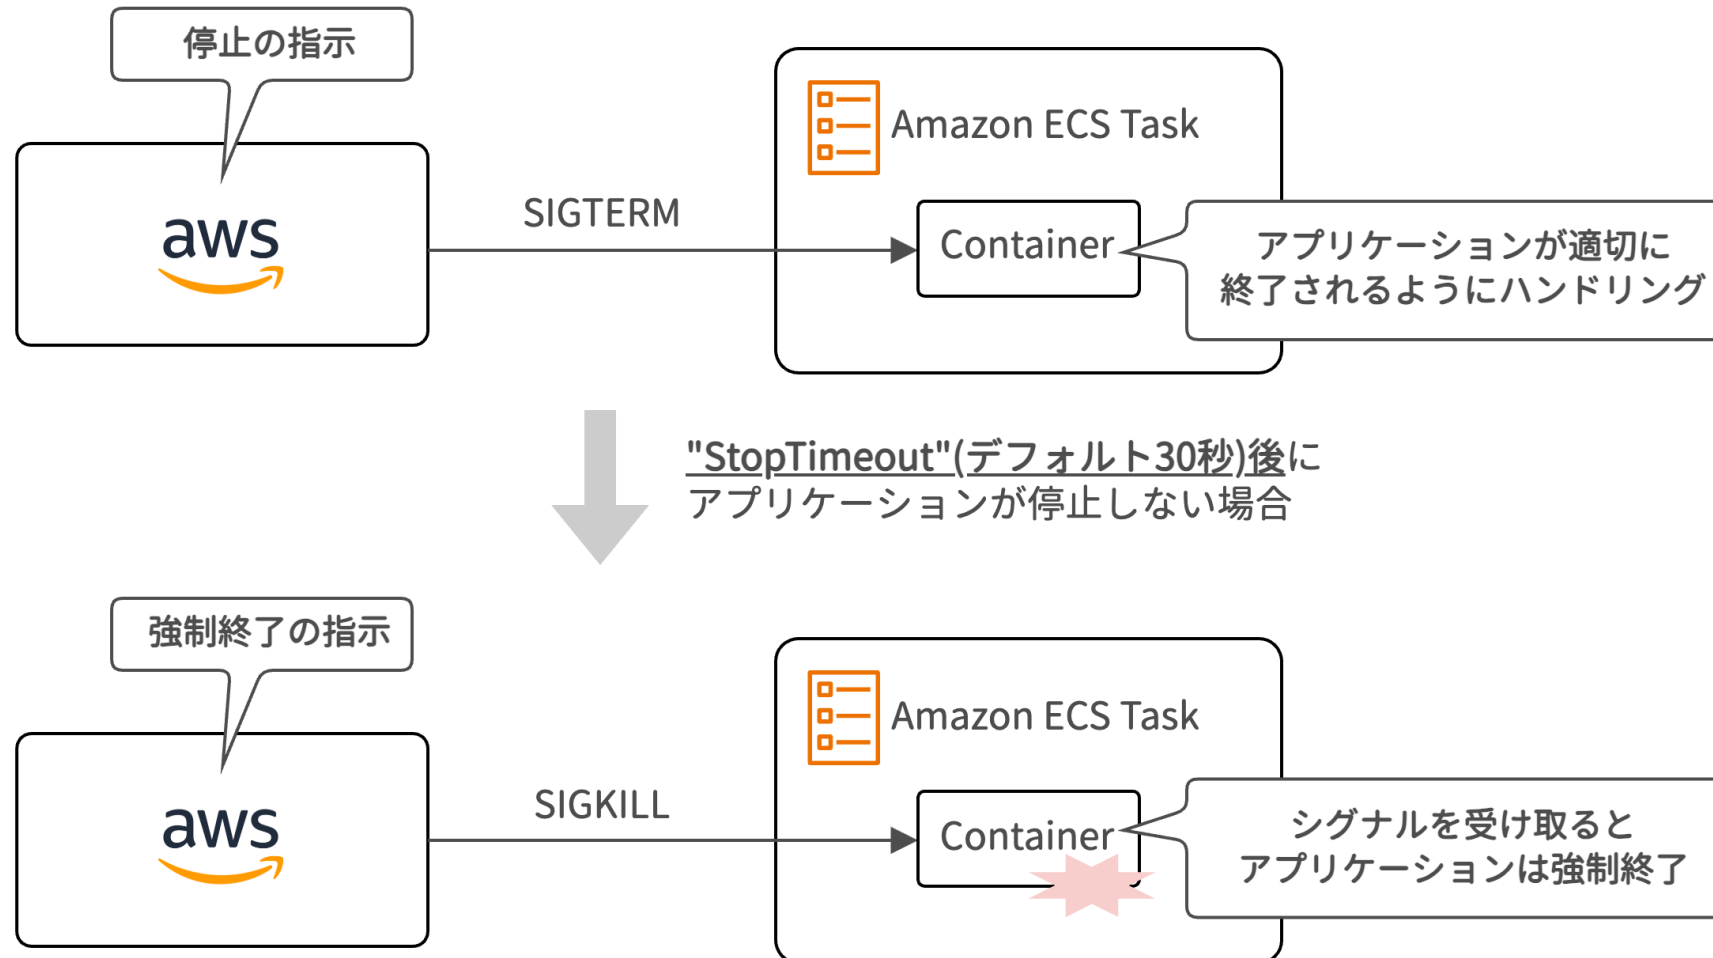 停止の指示
aws
SIGTERM
Amazon ECS Task
Container
アプリケーションが適切に
終了されるようにハンドリング
"StopTimeout"(デフォルト30秒)後に
アプリケーションが停止しない場合
強制終了の指示
aws
SIGKILL
Amazon ECS Task
Container
シグナルを受け取ると
アプリケーションは強制終了